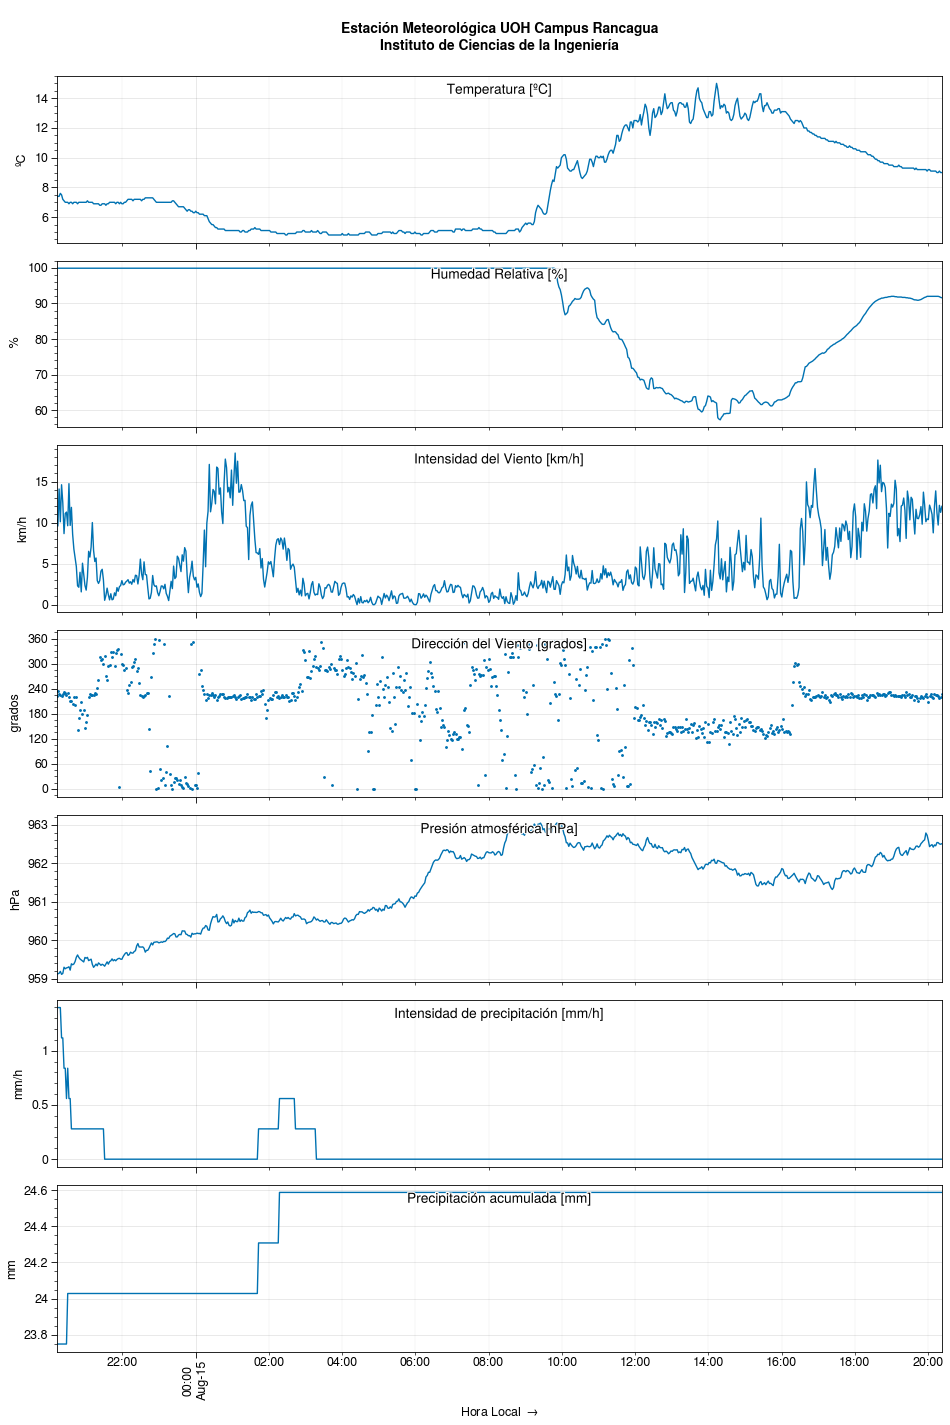 Estación Meteorológica UOH Campus Rancagua
Instituto de Ciencias de la Ingeniería
Temperatura [ºC]
14
12
10
8
6
ºC
Humedad Relativa [%]
100
90
80
70
60
%
Intensidad del Viento [km/h]
15
10
5
0
km/h
Dirección del Viento [grados]
360
300
240
180
120
60
0
grados
Presión atmosférica [hPa]
963
962
961
960
959
hPa
Intensidad de precipitación [mm/h]
1
0.5
0
mm/h
Precipitación acumulada [mm]
24.6
24.4
24.2
24
23.8
mm
22:00
00:00
Aug-15
02:00
04:00
06:00
08:00
10:00
12:00
14:00
16:00
18:00
20:00
Hora Local →